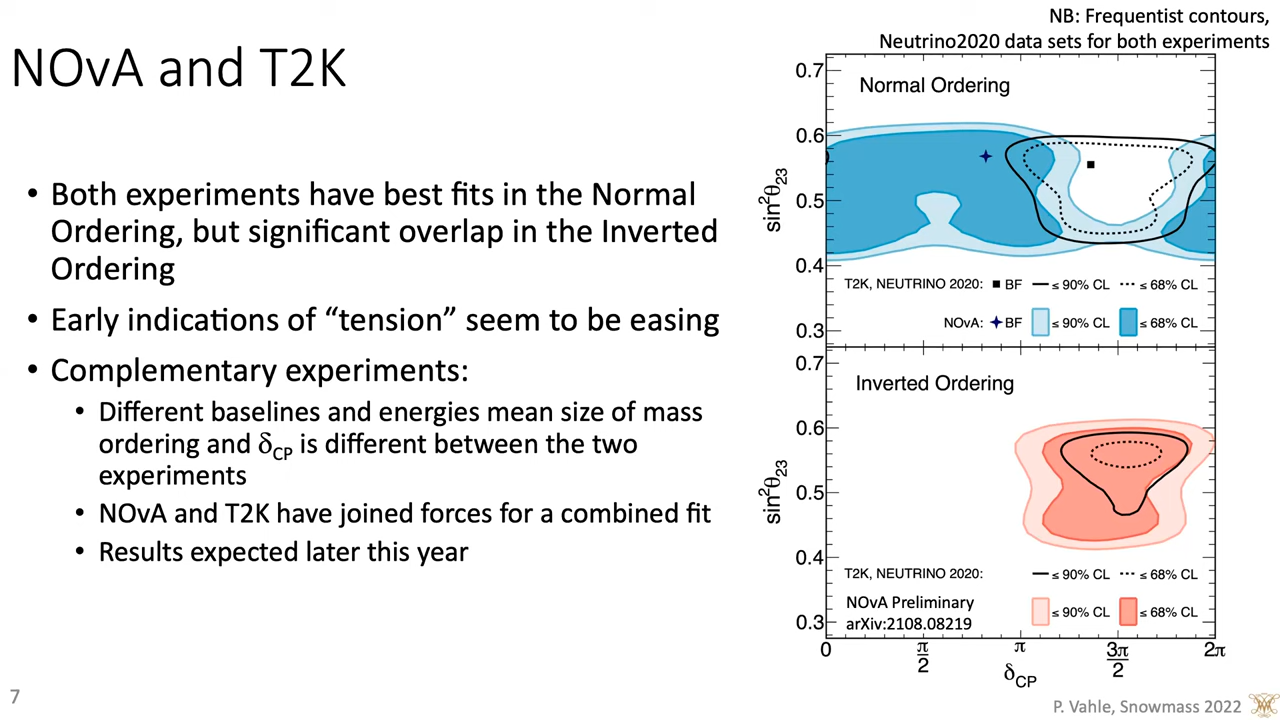 NB: Frequentist contours,
Neutrino2020 data sets for both experiments
NOvA and T2K
• Both experiments have best fits in the Normal
Ordering, but significant overlap in the Inverted
Ordering
• Early indications of “tension” seem to be easing
• Complementary experiments:
• Different baselines and energies mean size of mass
ordering and δCP is different between the two
experiments
• NOvA and T2K have joined forces for a combined fit
• Results expected later this year
Normal Ordering
0.7
0.6
0.5
0.4
0.3
sin²θ23
T2K, NEUTRINO 2020: BF ≤ 90% CL ≤ 68% CL
NOvA: BF ≤ 90% CL ≤ 68% CL
Inverted Ordering
0.7
0.6
0.5
0.4
0.3
sin²θ23
T2K, NEUTRINO 2020: ≤ 90% CL ≤ 68% CL
NOvA Preliminary ≤ 90% CL ≤ 68% CL
arXiv:2108.08219
0 π/2 π 3π/2 2π
δCP
7
P. Vahle, Snowmass 2022